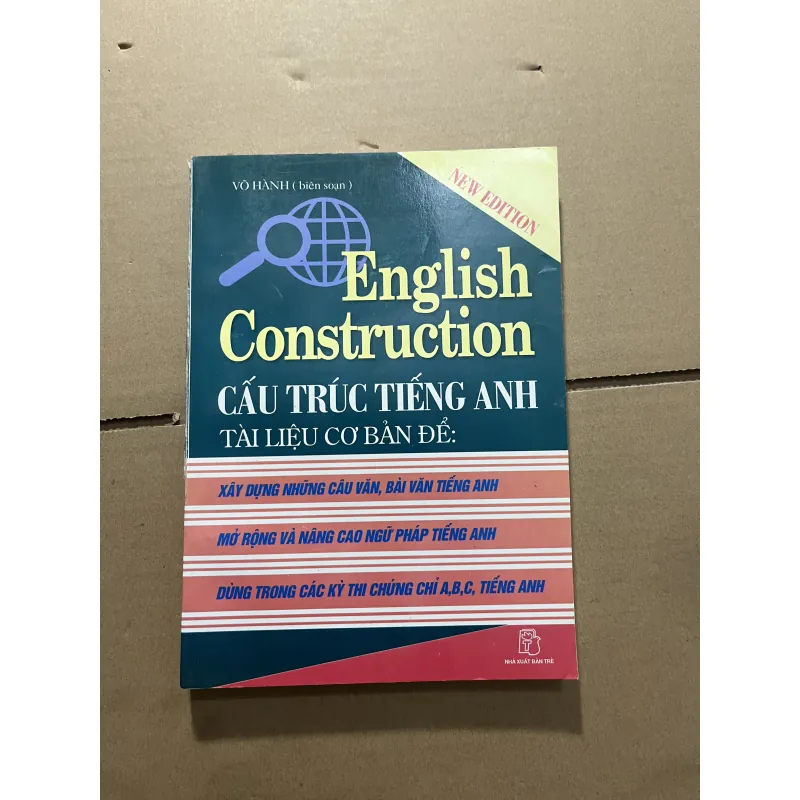 VÕ HÀNH ( biên soạn )
NEW EDITION
English
Construction
CẤU TRÚC TIẾNG ANH
TÀI LIỆU CƠ BẢN ĐỂ:
XÂY DỰNG NHỮNG CÂU VĂN, BÀI VĂN TIẾNG ANH
MỞ RỘNG VÀ NÂNG CAO NGỮ PHÁP TIẾNG ANH
DÙNG TRONG CÁC KỲ THI CHỨNG CHỈ A,B,C, TIẾNG ANH
T
NHÀ XUẤT BẢN TRẺ